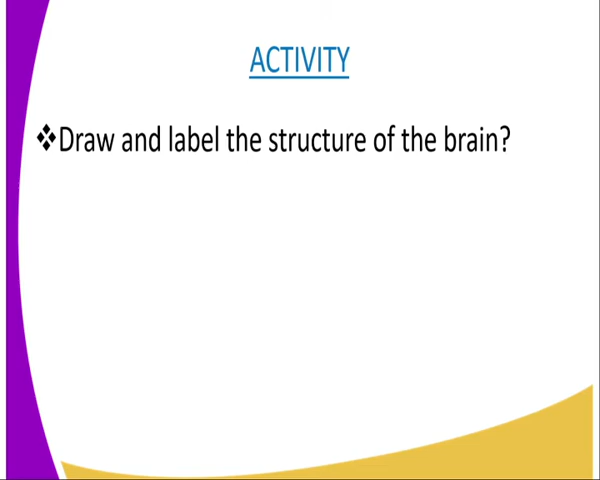 ACTIVITY
❖Draw and label the structure of the brain?